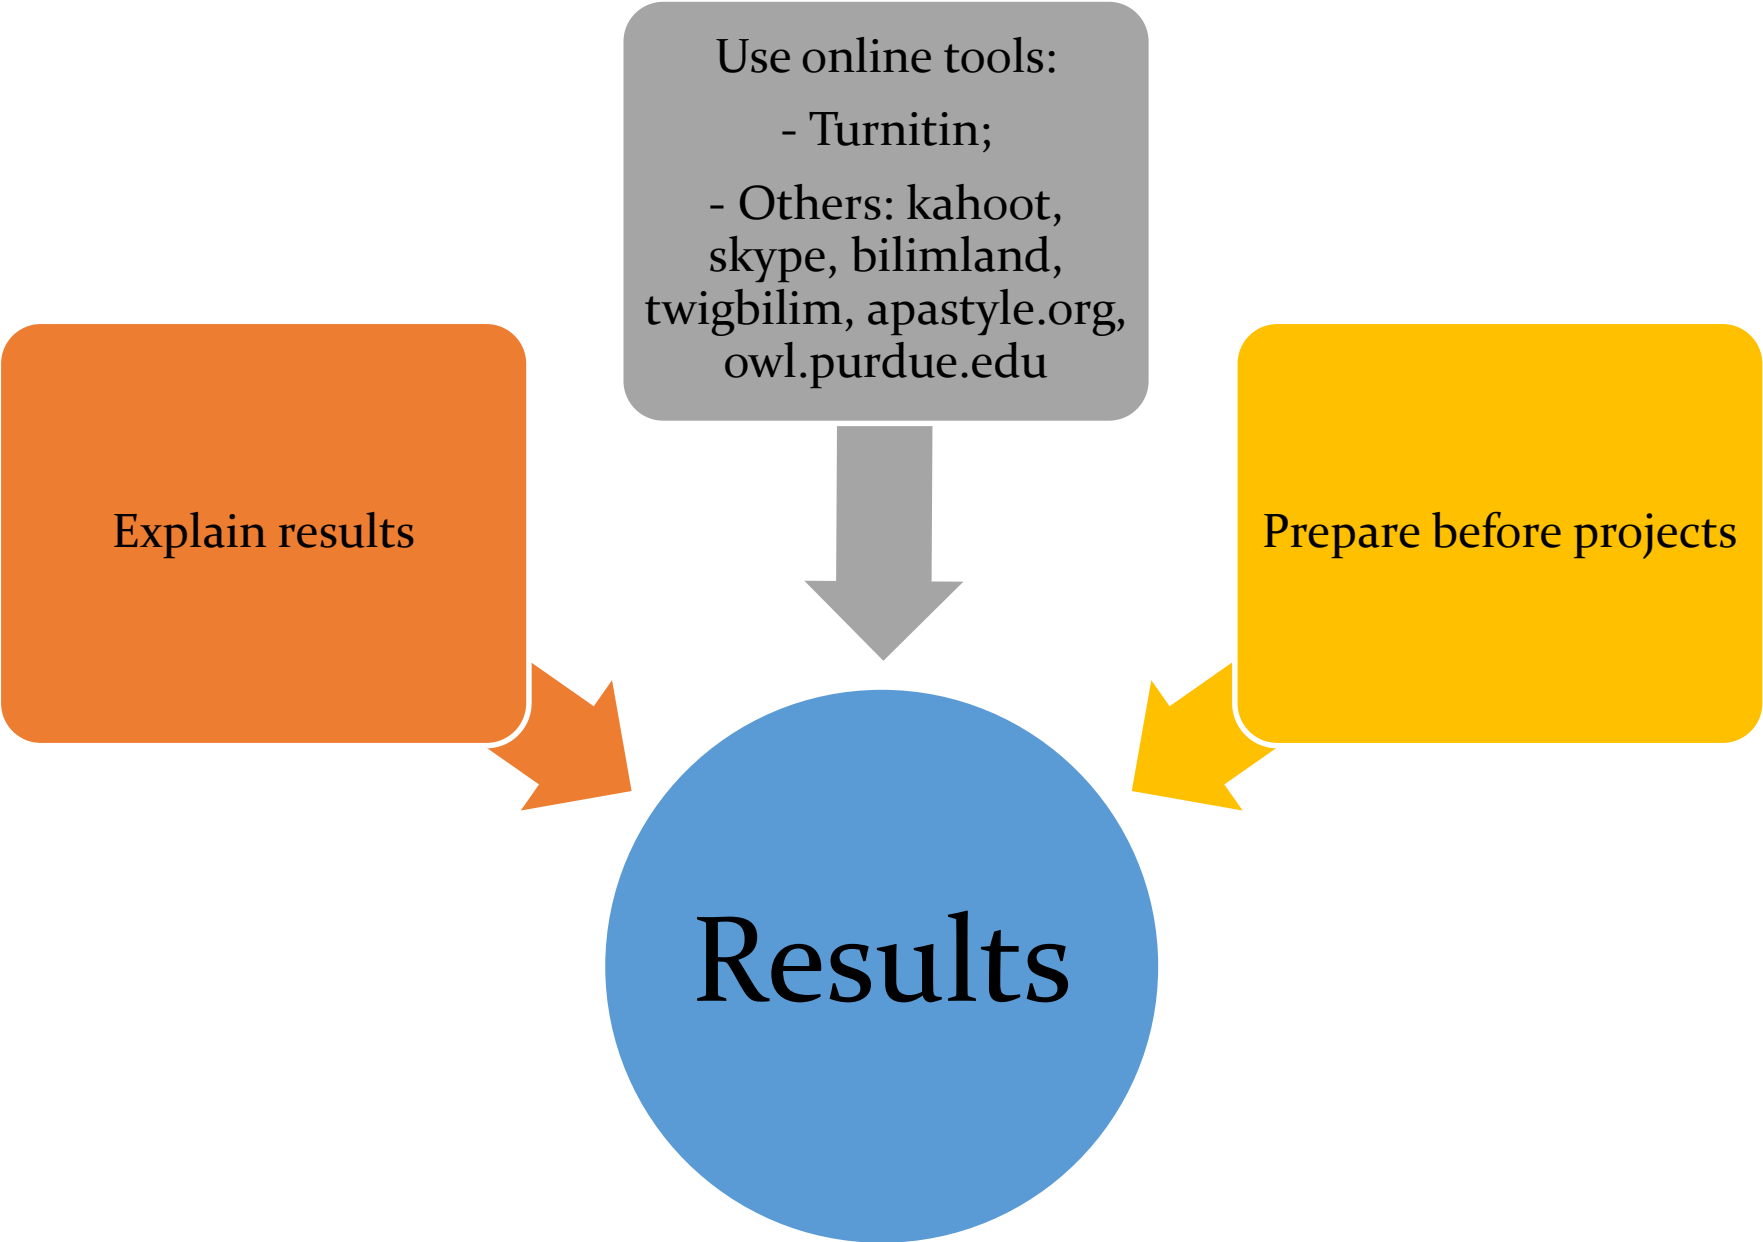 Use online tools:
- Turnitin;
- Others: kahoot,
skype, bilimland,
twigbilim, apastyle.org,
owl.purdue.edu
Explain results
Prepare before projects
Results